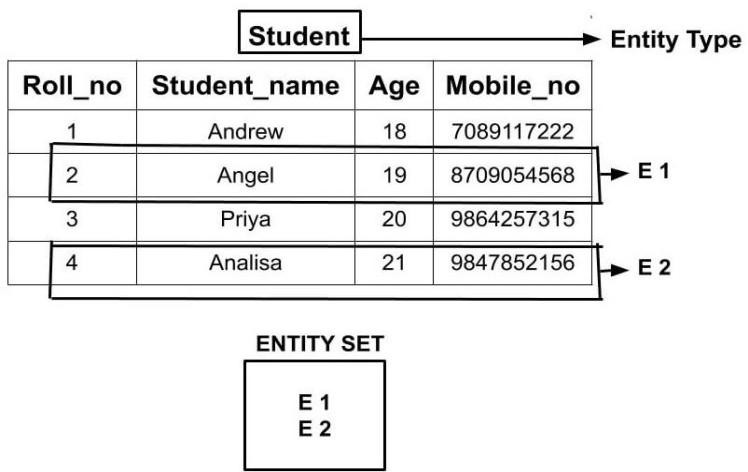 Student Entity Type
Roll_no Student_name Age Mobile_no
1 Andrew 18 7089117222
2 Angel 19 8709054568 E 1
3 Priya 20 9864257315
4 Analisa 21 9847852156 E 2
ENTITY SET
E 1
E 2